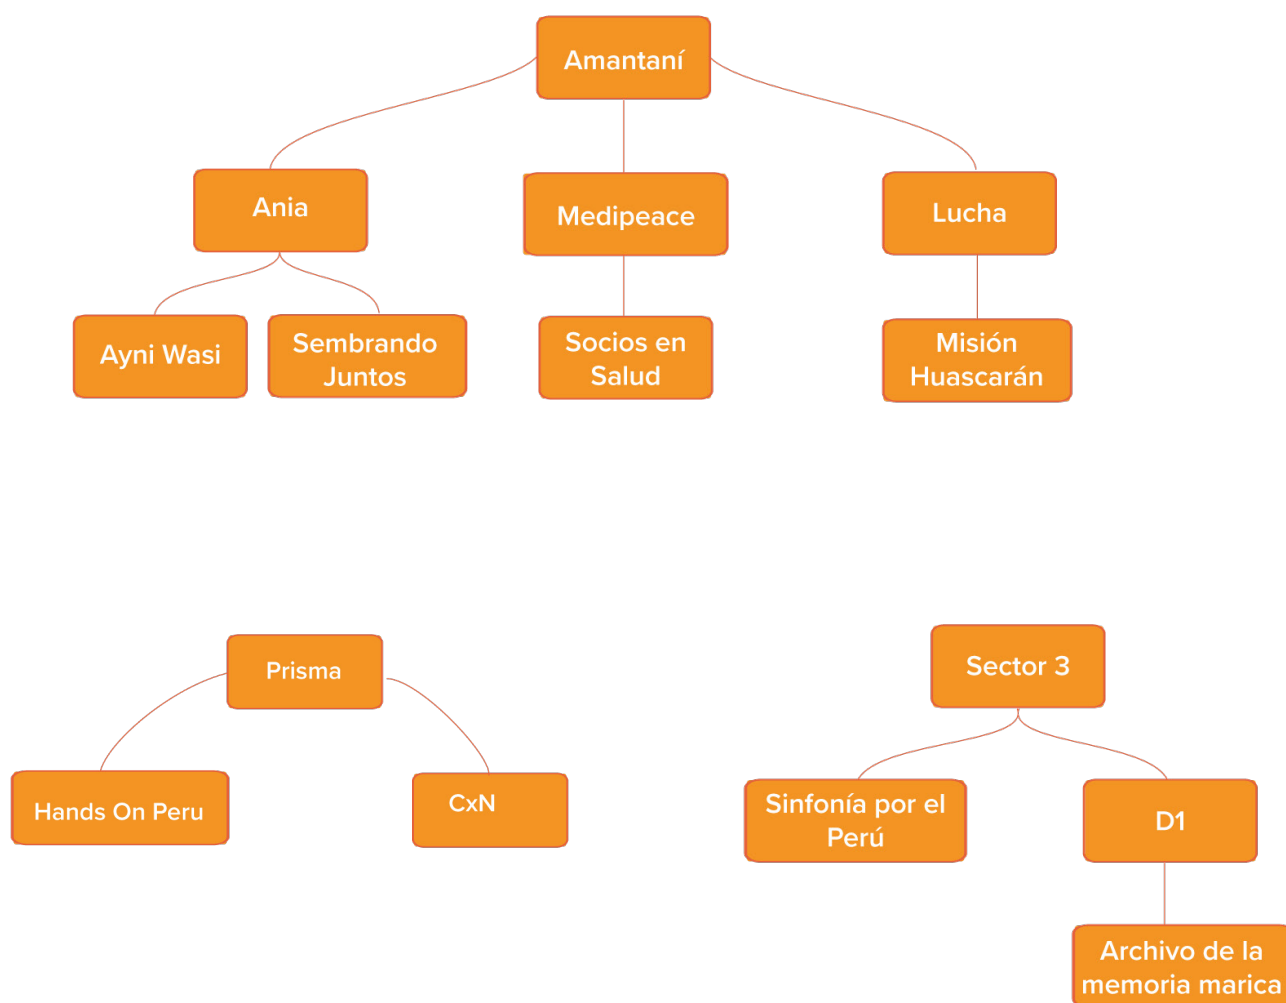 Amantaní
Ania
Medipeace
Lucha
Ayni Wasi
Sembrando
Juntos
Socios en
Salud
Misión
Huascarán
Prisma
Sector 3
Hands On Peru
CxN
Sinfonía por el
Perú
D1
Archivo de la
memoria marica